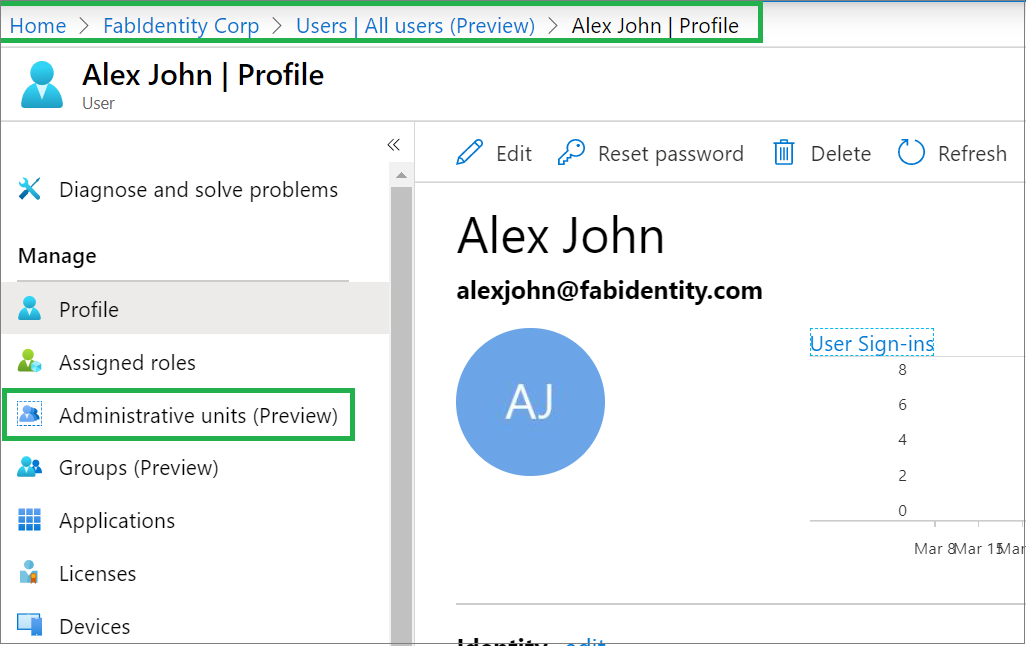 Home > FabIdentity Corp > Users | All users (Preview) > Alex John | Profile
Alex John | Profile
User
«
Diagnose and solve problems
Manage
Profile
Assigned roles
Administrative units (Preview)
Groups (Preview)
Applications
Licenses
Devices
Edit
Reset password
Delete
Refresh
Alex John
alexjohn@fabidentity.com
AJ
User Sign-ins
8
6
4
2
0
Mar 8
Mar 15
Mar
Identity edit